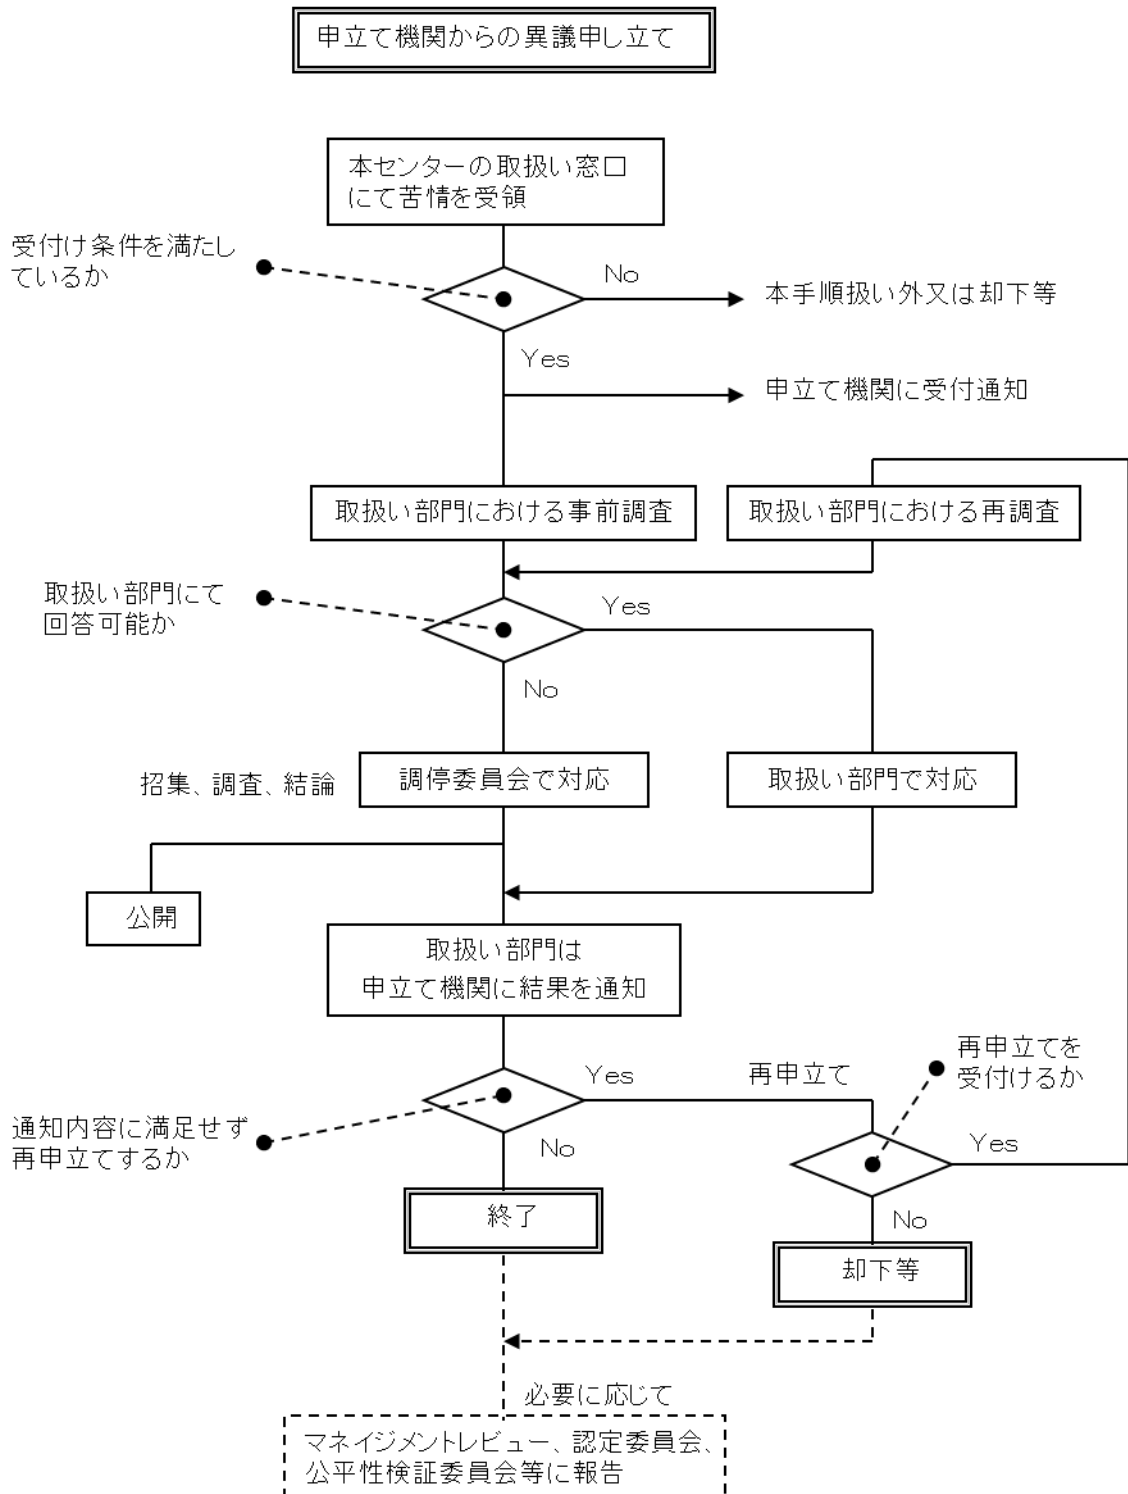 申立て機関からの異議申し立て
本センターの取扱い窓口
にて苦情を受領
受付け条件を満たし
ているか
No
本手順扱い外又は却下等
Yes
申立て機関に受付通知
取扱い部門における事前調査
取扱い部門における再調査
取扱い部門にて
回答可能か
Yes
No
招集、調査、結論
調停委員会で対応
取扱い部門で対応
公開
取扱い部門は
申立て機関に結果を通知
再申立てを
受付けるか
Yes
再申立て
通知内容に満足せず
再申立てするか
No
Yes
終了
No
却下等
必要に応じて
マネイジメントレビュー、認定委員会、
公平性検証委員会等に報告